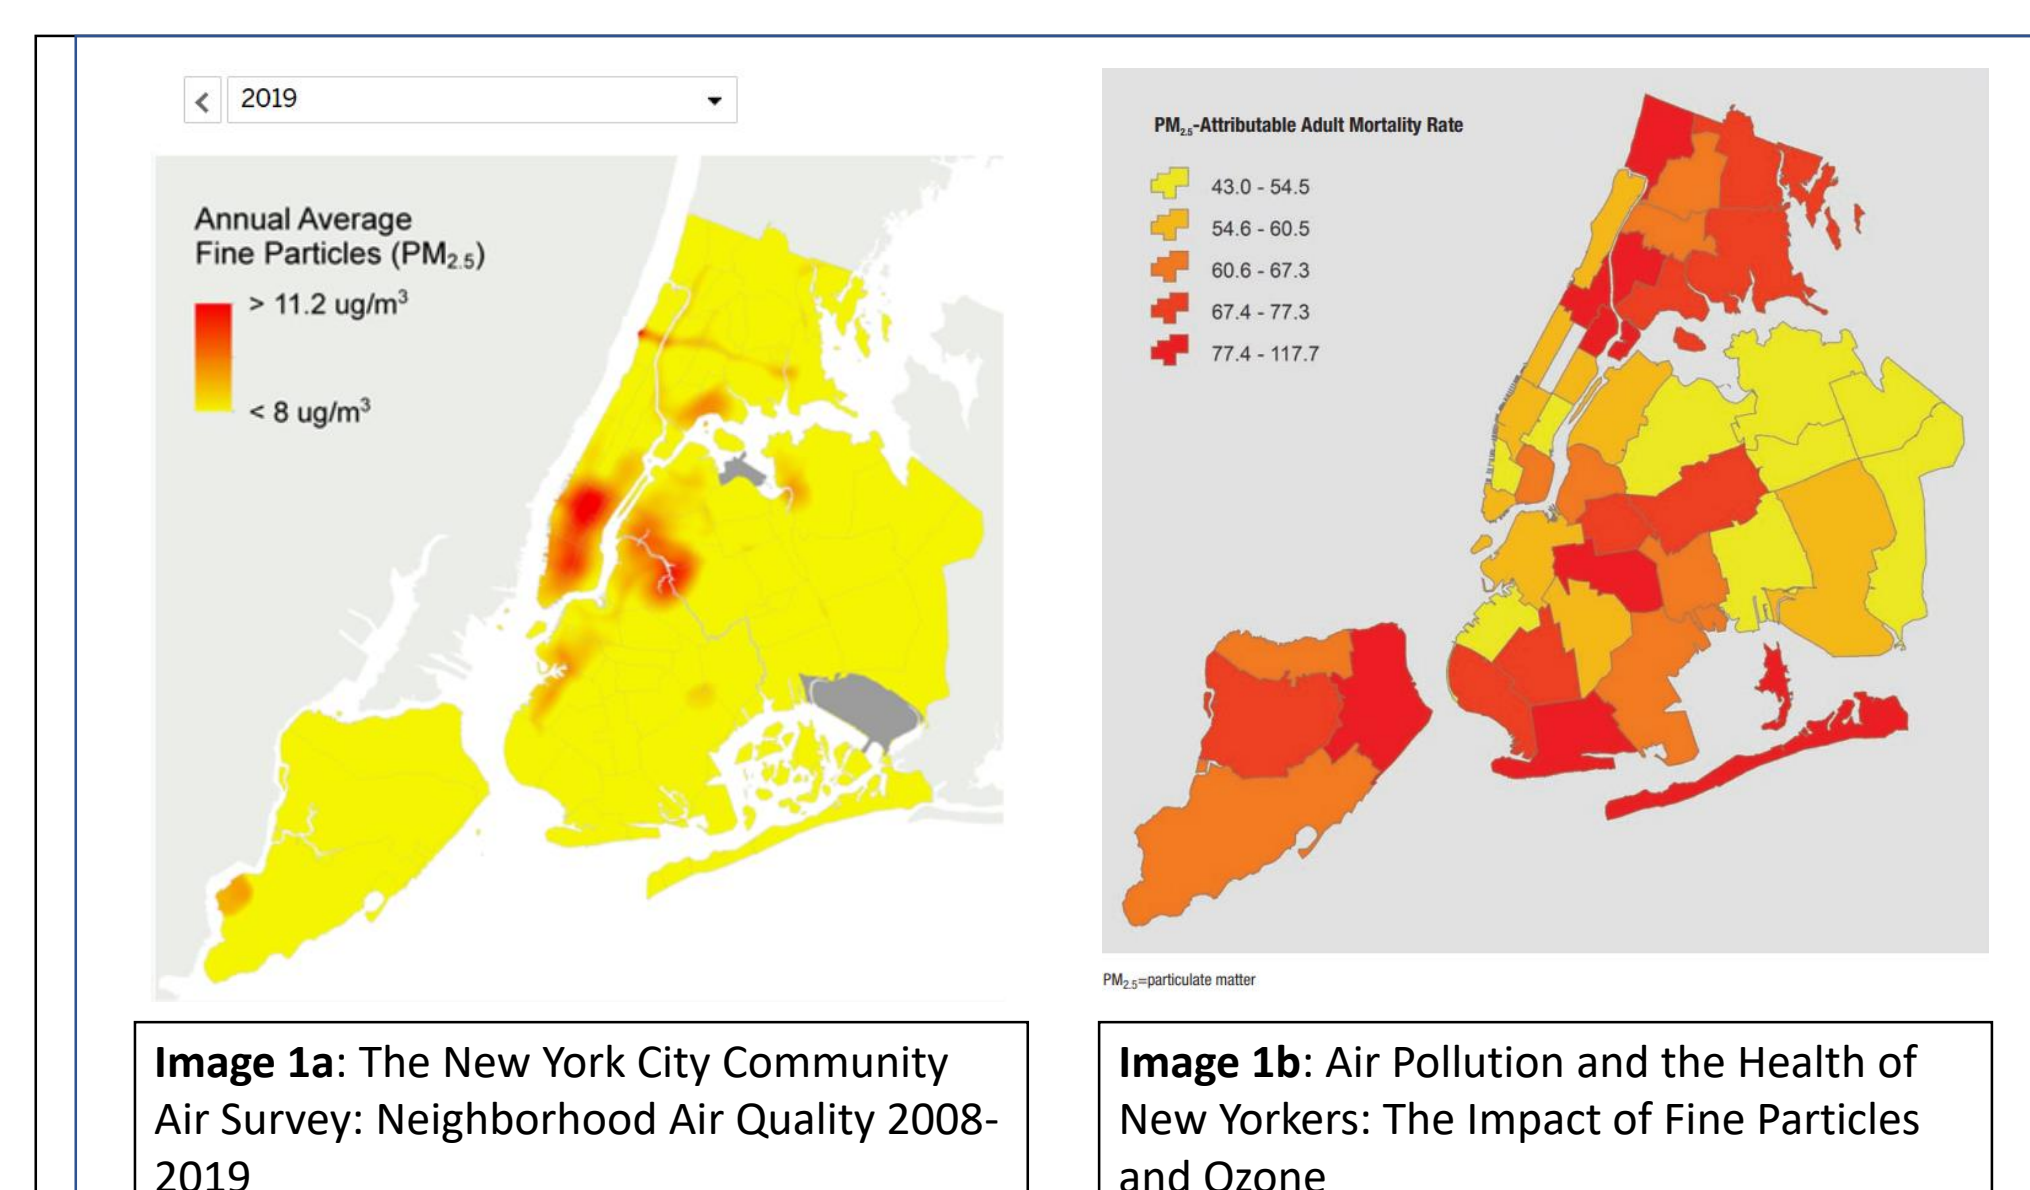 2019
Annual Average
Fine Particles (PM2.5)
> 11.2 ug/m3
< 8 ug/m3
Image 1a: The New York City Community
Air Survey: Neighborhood Air Quality 2008-
2019
PM2.5-Attributable Adult Mortality Rate
43.0 - 54.5
54.6 - 60.5
60.6 - 67.3
67.4 - 77.3
77.4 - 117.7
PM2.5=particulate matter
Image 1b: Air Pollution and the Health of
New Yorkers: The Impact of Fine Particles
and Ozone